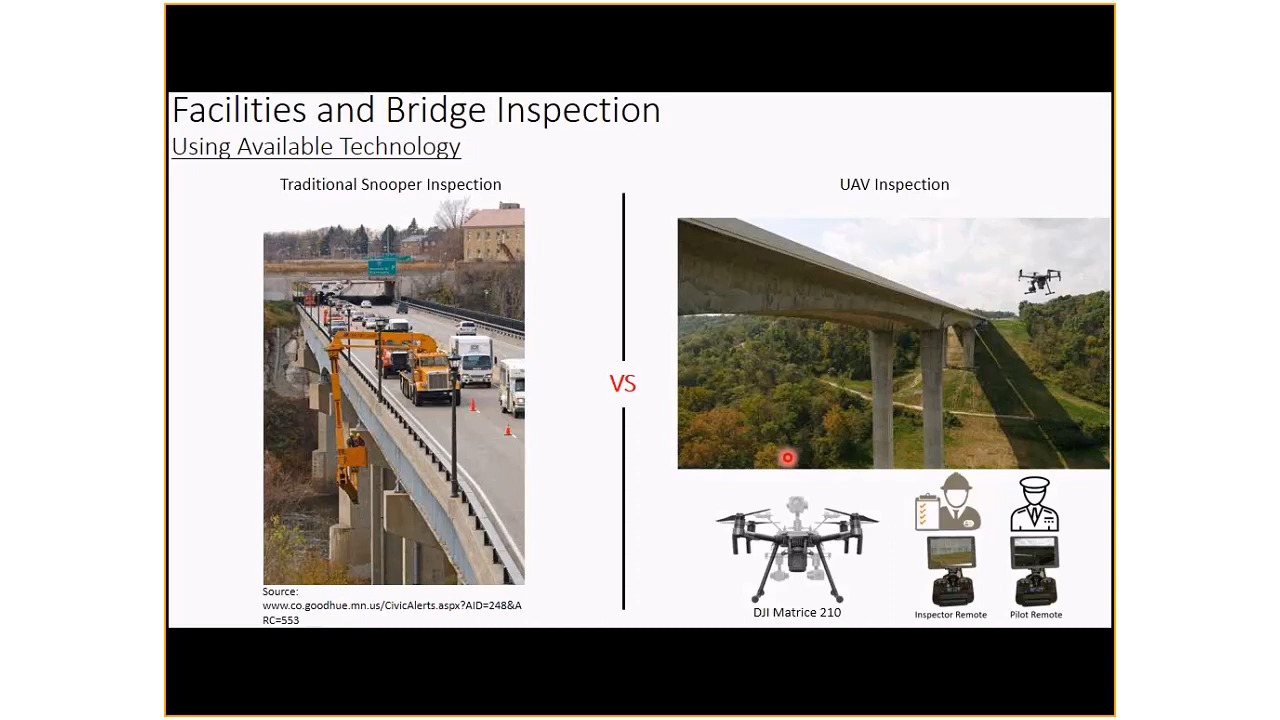 Facilities and Bridge Inspection
Using Available Technology
Traditional Snooper Inspection
UAV Inspection
VS
Source:
www.co.goodhue.mn.us/CivicAlerts.aspx?AID=248&A
RC=553
DJI Matrice 210
Inspector Remote
Pilot Remote